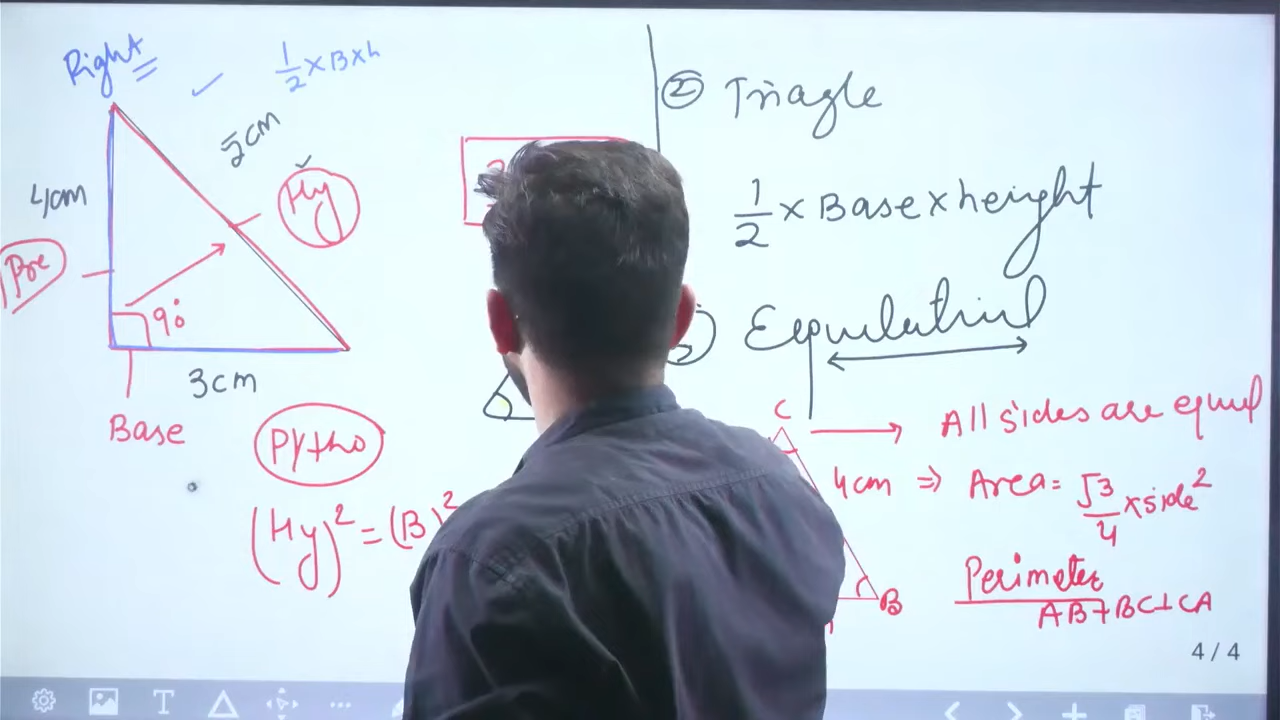 Right
1/2 × B × h
5cm
4cm
Hy
Pre
90°
3cm
Base
Pytho
(Hy)² = (B)²
② Triagle
1/2 × Base × height
Equilatrial
C
All sides are equal
4cm ⇒ Area = √3/4 × side²
B
Perimeter
AB+BC+CA
4 / 4
T